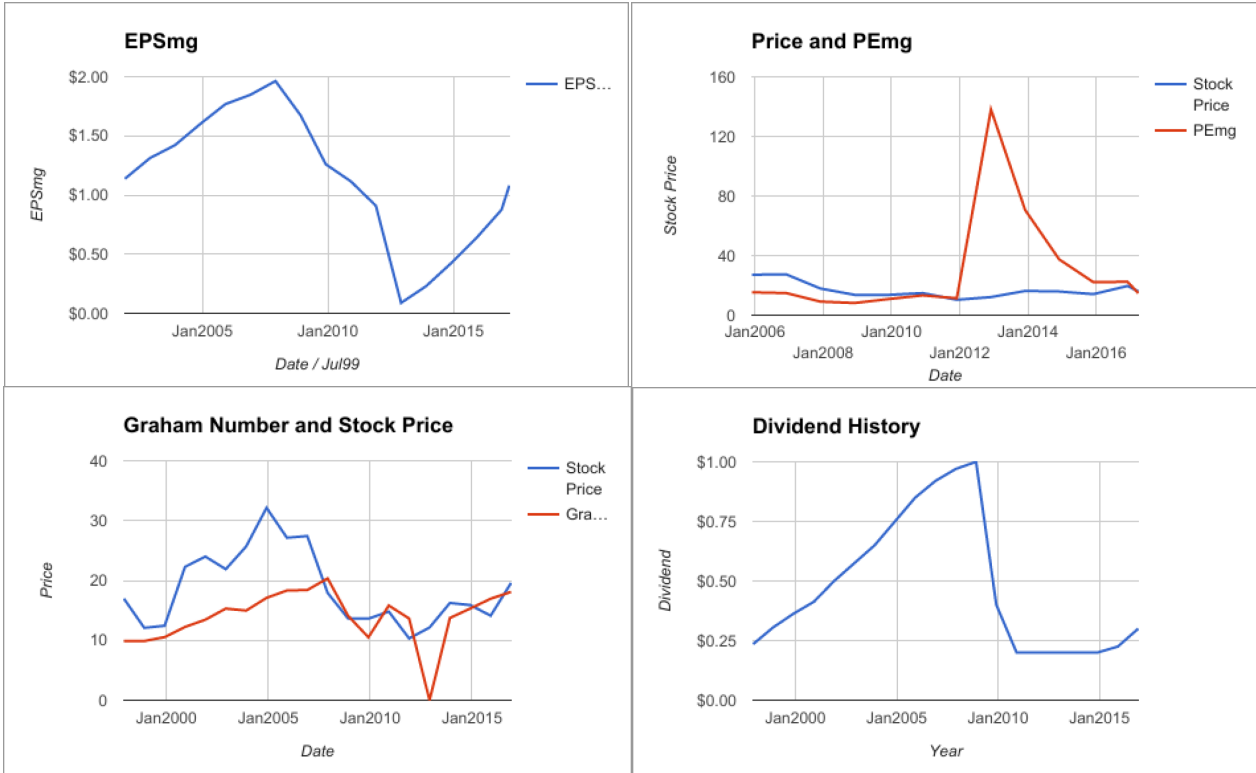 EPSmg
$2.00
$1.50
$1.00
$0.50
$0.00
EPSmg
EPS...
Jan2005
Jan2010
Jan2015
Date / Jul99
Price and PEmg
160
120
80
40
0
Stock Price
Stock
Price
PEmg
Jan2006
Jan2008
Jan2010
Jan2012
Jan2014
Jan2016
Date
Graham Number and Stock Price
40
30
20
10
0
Price
Stock
Price
Gra...
Jan2000
Jan2005
Jan2010
Jan2015
Date
Dividend History
$1.00
$0.75
$0.50
$0.25
$0.00
Dividend
Jan2000
Jan2005
Jan2010
Jan2015
Year